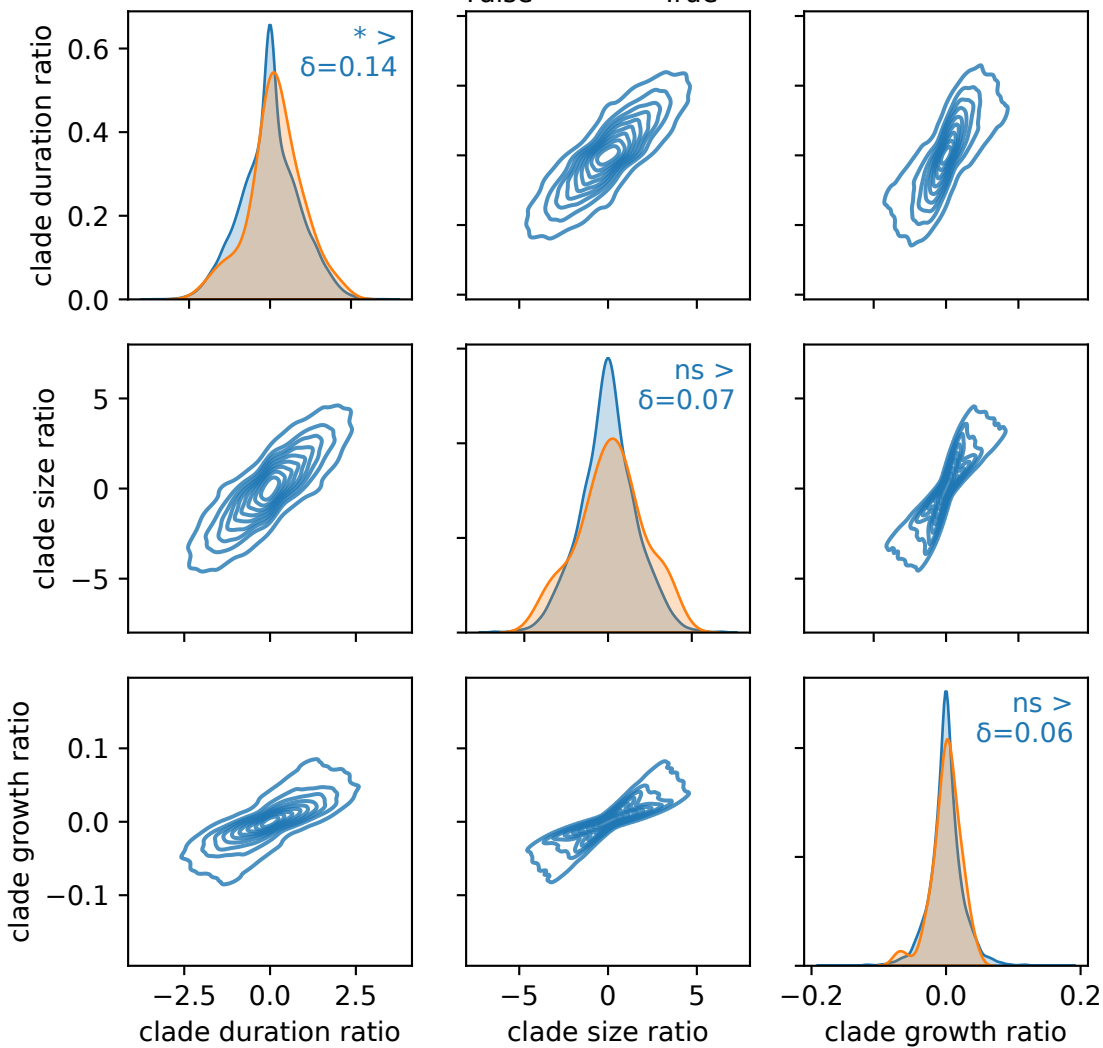 clade duration ratio
0.6
0.4
0.2
0.0
* >
δ=0.14
clade size ratio
5
0
−5
ns >
δ=0.07
clade growth ratio
0.1
0.0
−0.1
ns >
δ=0.06
−2.5 0.0 2.5
−5 0 5
−0.2 0.0 0.2
clade duration ratio
clade size ratio
clade growth ratio